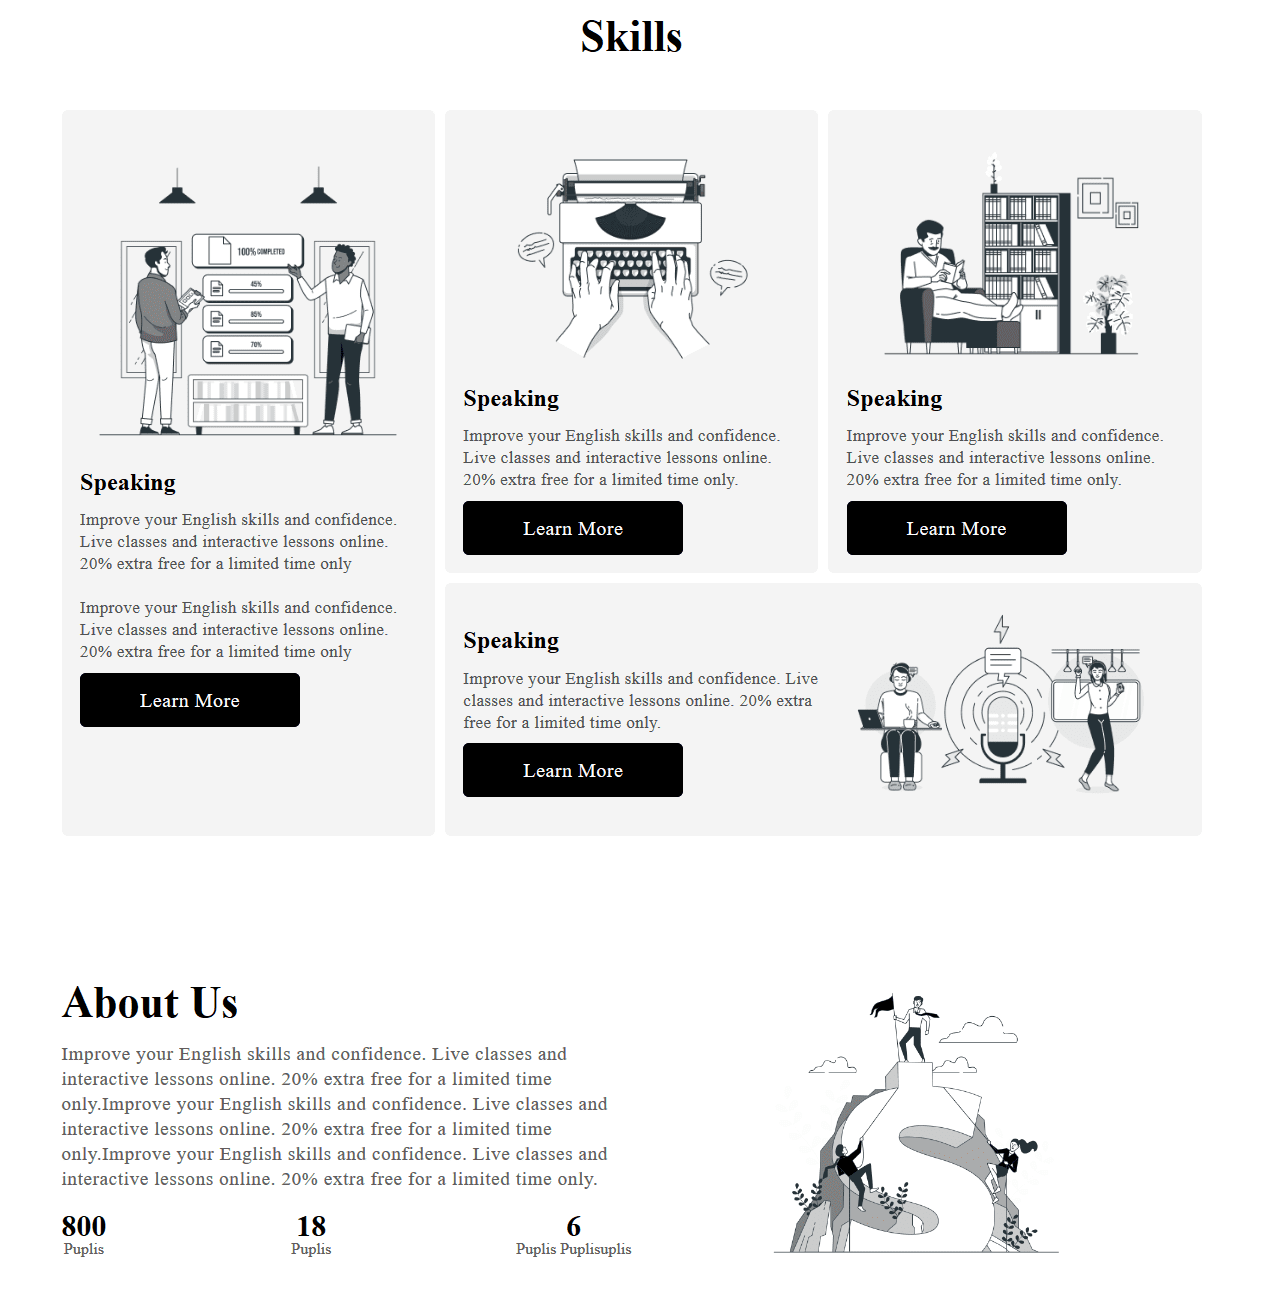 Skills
100% COMPLETED
45%
85%
70%
Speaking
Improve your English skills and confidence.
Live classes and interactive lessons online.
20% extra free for a limited time only
Improve your English skills and confidence.
Live classes and interactive lessons online.
20% extra free for a limited time only
Learn More
Speaking
Improve your English skills and confidence.
Live classes and interactive lessons online.
20% extra free for a limited time only.
Learn More
Speaking
Improve your English skills and confidence.
Live classes and interactive lessons online.
20% extra free for a limited time only.
Learn More
Speaking
Improve your English skills and confidence. Live
classes and interactive lessons online. 20% extra
free for a limited time only.
Learn More
About Us
Improve your English skills and confidence. Live classes and
interactive lessons online. 20% extra free for a limited time
only.Improve your English skills and confidence. Live classes and
interactive lessons online. 20% extra free for a limited time
only.Improve your English skills and confidence. Live classes and
interactive lessons online. 20% extra free for a limited time only.
800
Puplis
18
Puplis
6
Puplis Puplisuplis